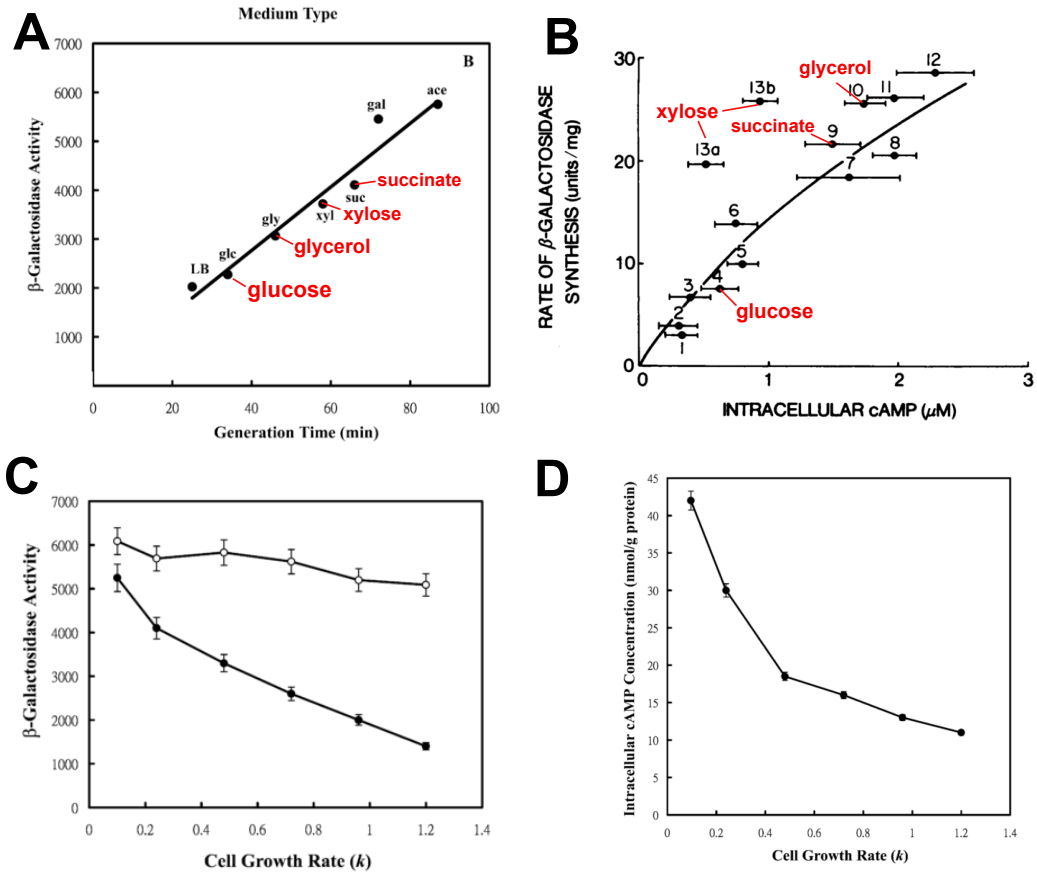 A
Medium Type
B
β-Galactosidase Activity
7000
6000
5000
4000
3000
2000
1000
LB
glc
gly
xyl
suc
gal
ace
glucose
glycerol
xylose
succinate
0
20
40
60
80
100
Generation Time (min)
B
RATE OF β-GALACTOSIDASE
SYNTHESIS (units/mg)
30
20
10
0
1
2
3
4
5
6
7
8
9
10
11
12
13a
13b
glycerol
xylose
succinate
glucose
0
1
2
3
INTRACELLULAR cAMP (μM)
C
β-Galactosidase Activity
7000
6000
5000
4000
3000
2000
1000
0
0
0.2
0.4
0.6
0.8
1
1.2
1.4
Cell Growth Rate (k)
D
Intracellular cAMP Concentration (nmol/g protein)
45
40
35
30
25
20
15
10
5
0
0
0.2
0.4
0.6
0.8
1
1.2
1.4
Cell Growth Rate (k)